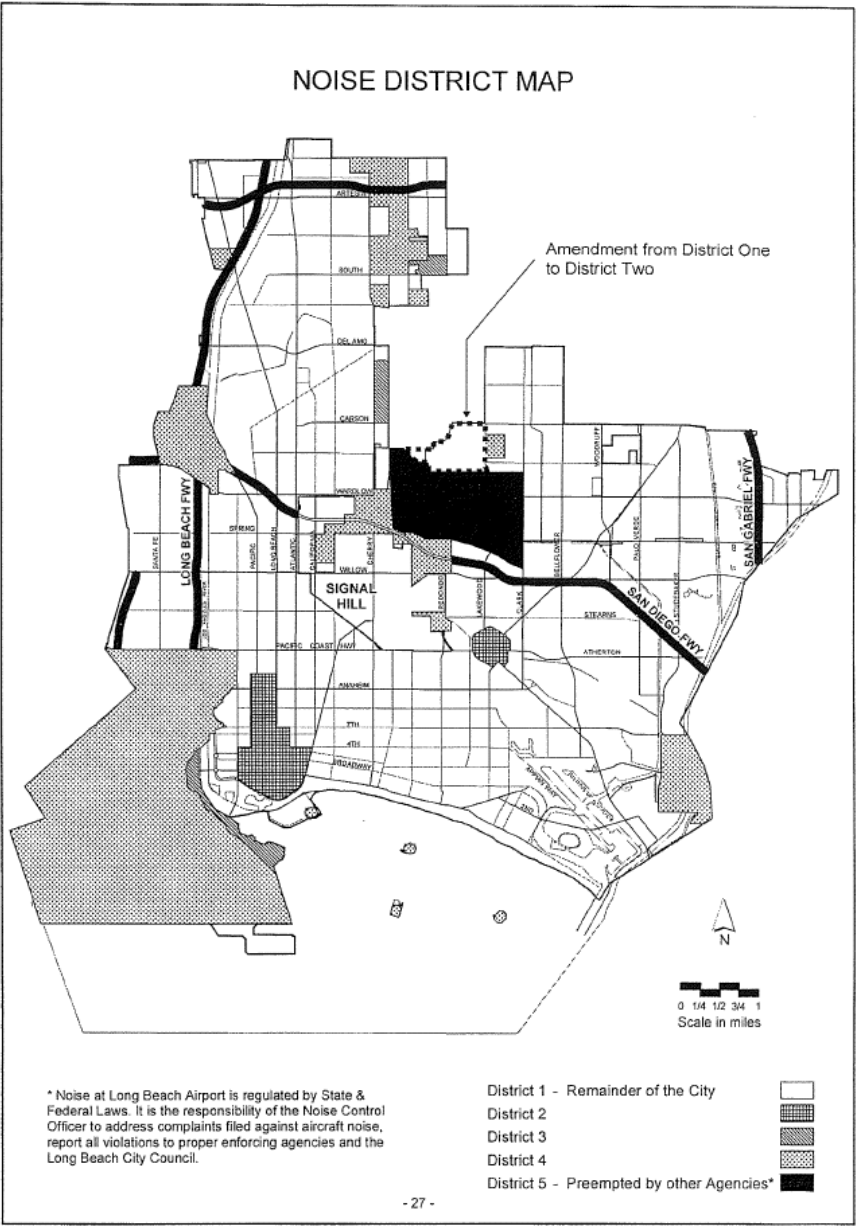 NOISE DISTRICT MAP
Amendment from District One
to District Two
ARTESIA
SOUTH
DEL AMO
CARSON
WARDLOW
WOODRUFF
LONG BEACH FWY
SAN GABRIEL FWY
SANTA FE
SPRING
PACIFIC
LONG BEACH
ATLANTIC
CALIFORNIA
CHERRY
WILLOW
SIGNAL
HILL
REDONDO
LAKEWOOD
CLARK
BELLFLOWER
PALO VERDE
STUDEBAKER
SAN DIEGO FWY
STEARNS
PACIFIC COAST HWY
ATHERTON
ANAHEIM
7TH
4TH
BROADWAY
2ND
N
0 1/4 1/2 3/4 1
Scale in miles
* Noise at Long Beach Airport is regulated by State &
Federal Laws. It is the responsibility of the Noise Control
Officer to address complaints filed against aircraft noise,
report all violations to proper enforcing agencies and the
Long Beach City Council.
District 1 - Remainder of the City
District 2
District 3
District 4
District 5 - Preempted by other Agencies*
- 27 -